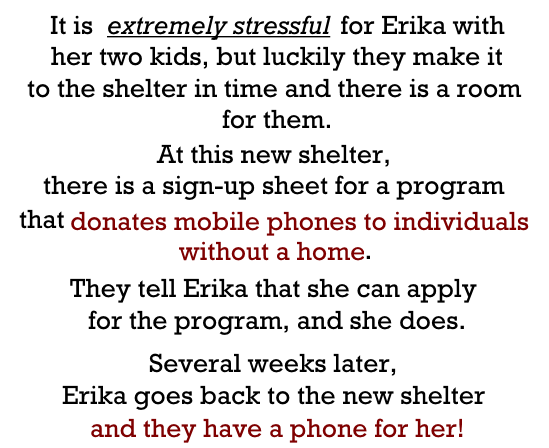 It is extremely stressful for Erika with
her two kids, but luckily they make it
to the shelter in time and there is a room
for them.
At this new shelter,
there is a sign-up sheet for a program
that donates mobile phones to individuals
without a home.
They tell Erika that she can apply
for the program, and she does.
Several weeks later,
Erika goes back to the new shelter
and they have a phone for her!